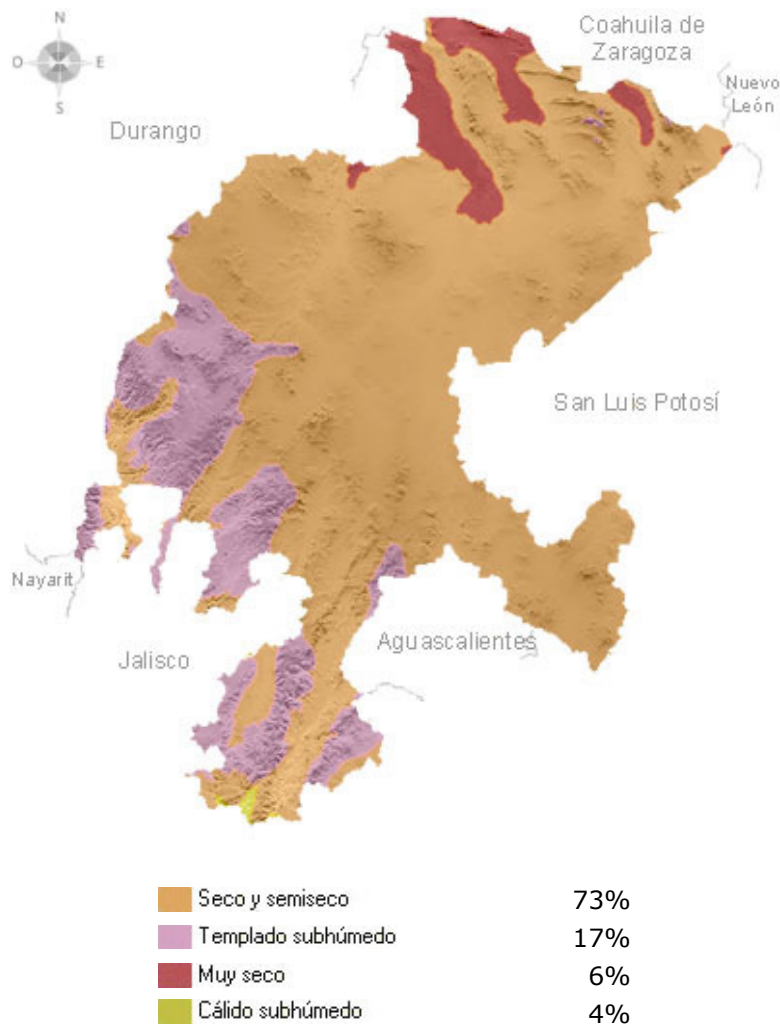 N
O E
S
Coahuila de
Zaragoza
Nuevo
León
Durango
San Luis Potosí
Nayarit
Jalisco
Aguascalientes
Seco y semiseco 73%
Templado subhúmedo 17%
Muy seco 6%
Cálido subhúmedo 4%